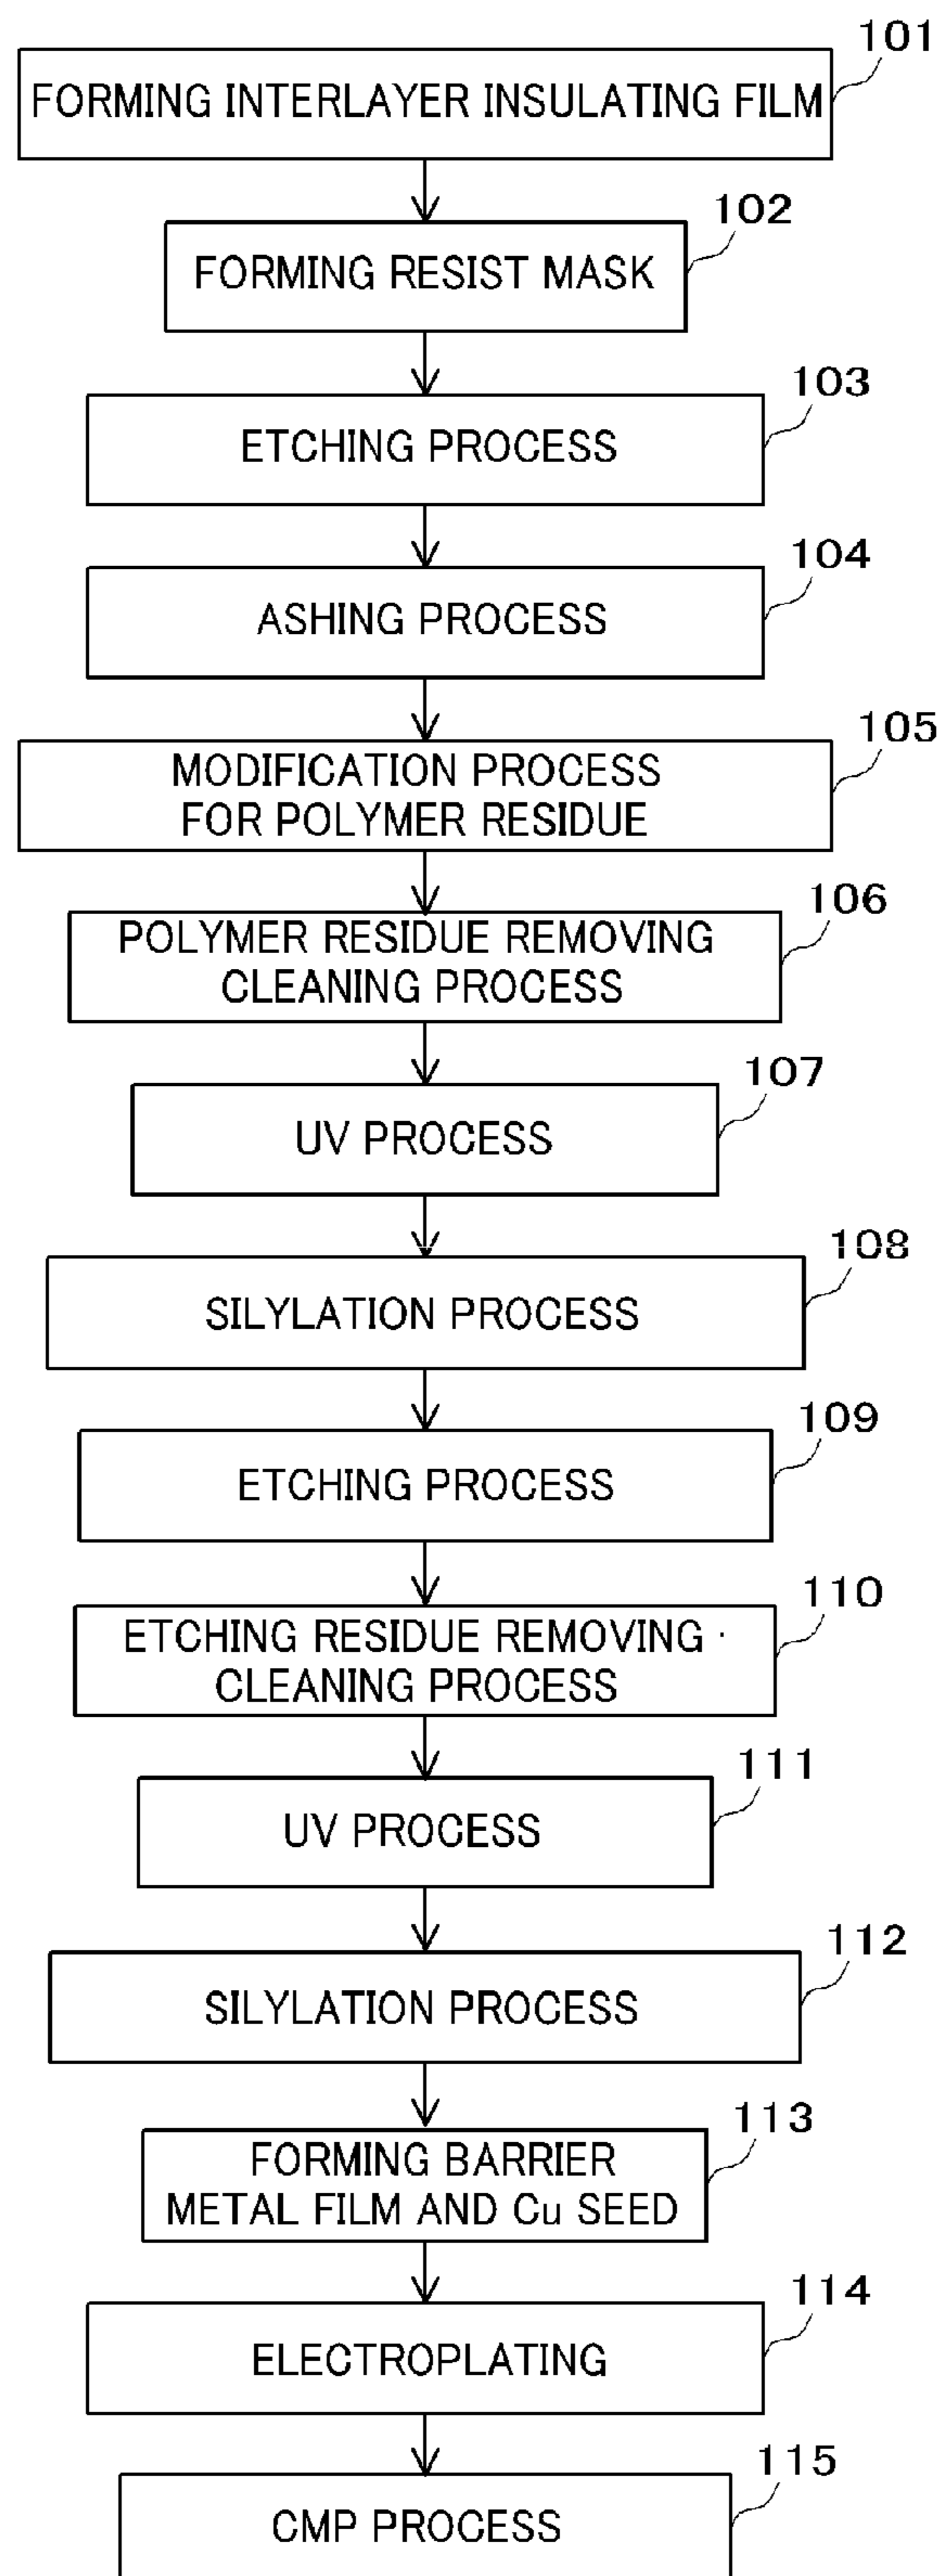 101
FORMING INTERLAYER INSULATING FILM
102
FORMING RESIST MASK
103
ETCHING PROCESS
104
ASHING PROCESS
105
MODIFICATION PROCESS
FOR POLYMER RESIDUE
106
POLYMER RESIDUE REMOVING
CLEANING PROCESS
107
UV PROCESS
108
SILYLATION PROCESS
109
ETCHING PROCESS
110
ETCHING RESIDUE REMOVING ·
CLEANING PROCESS
111
UV PROCESS
112
SILYLATION PROCESS
113
FORMING BARRIER
METAL FILM AND Cu SEED
114
ELECTROPLATING
115
CMP PROCESS